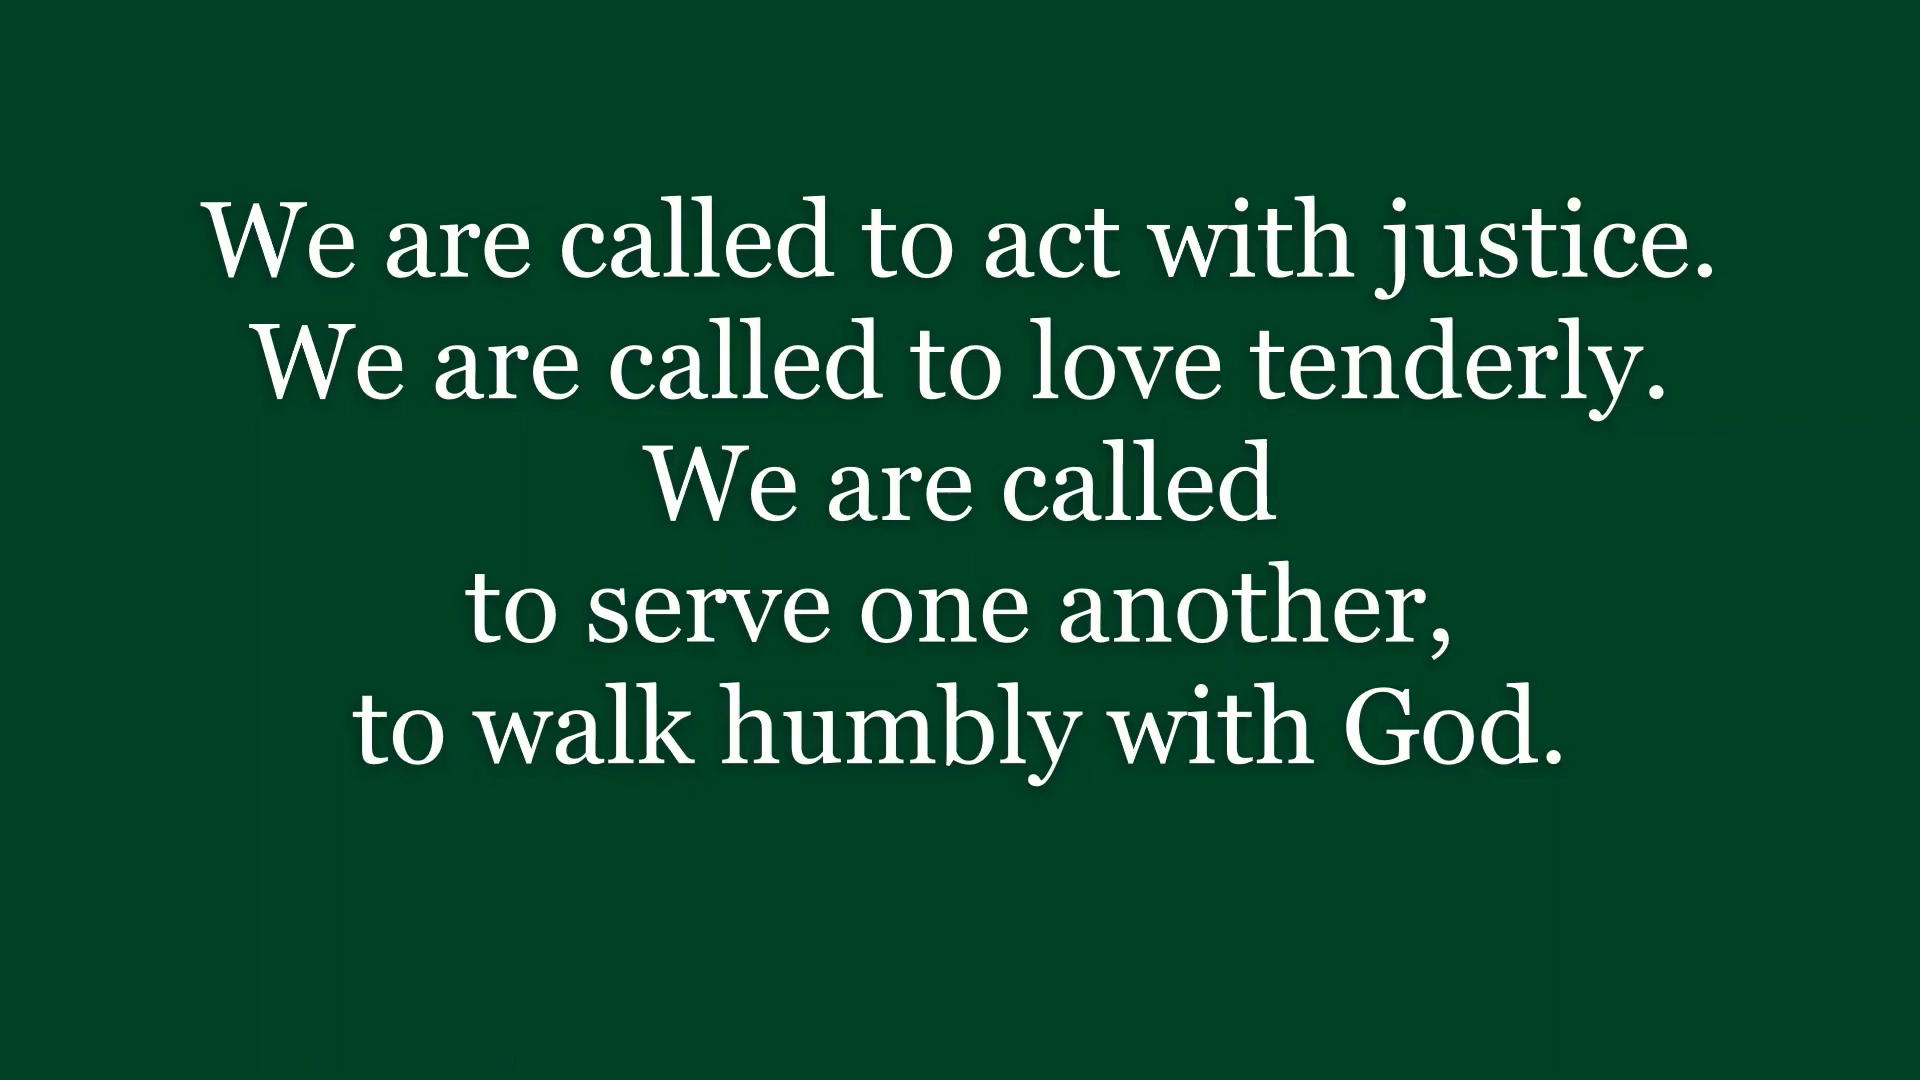 We are called to act with justice.
We are called to love tenderly.
We are called
to serve one another,
to walk humbly with God.